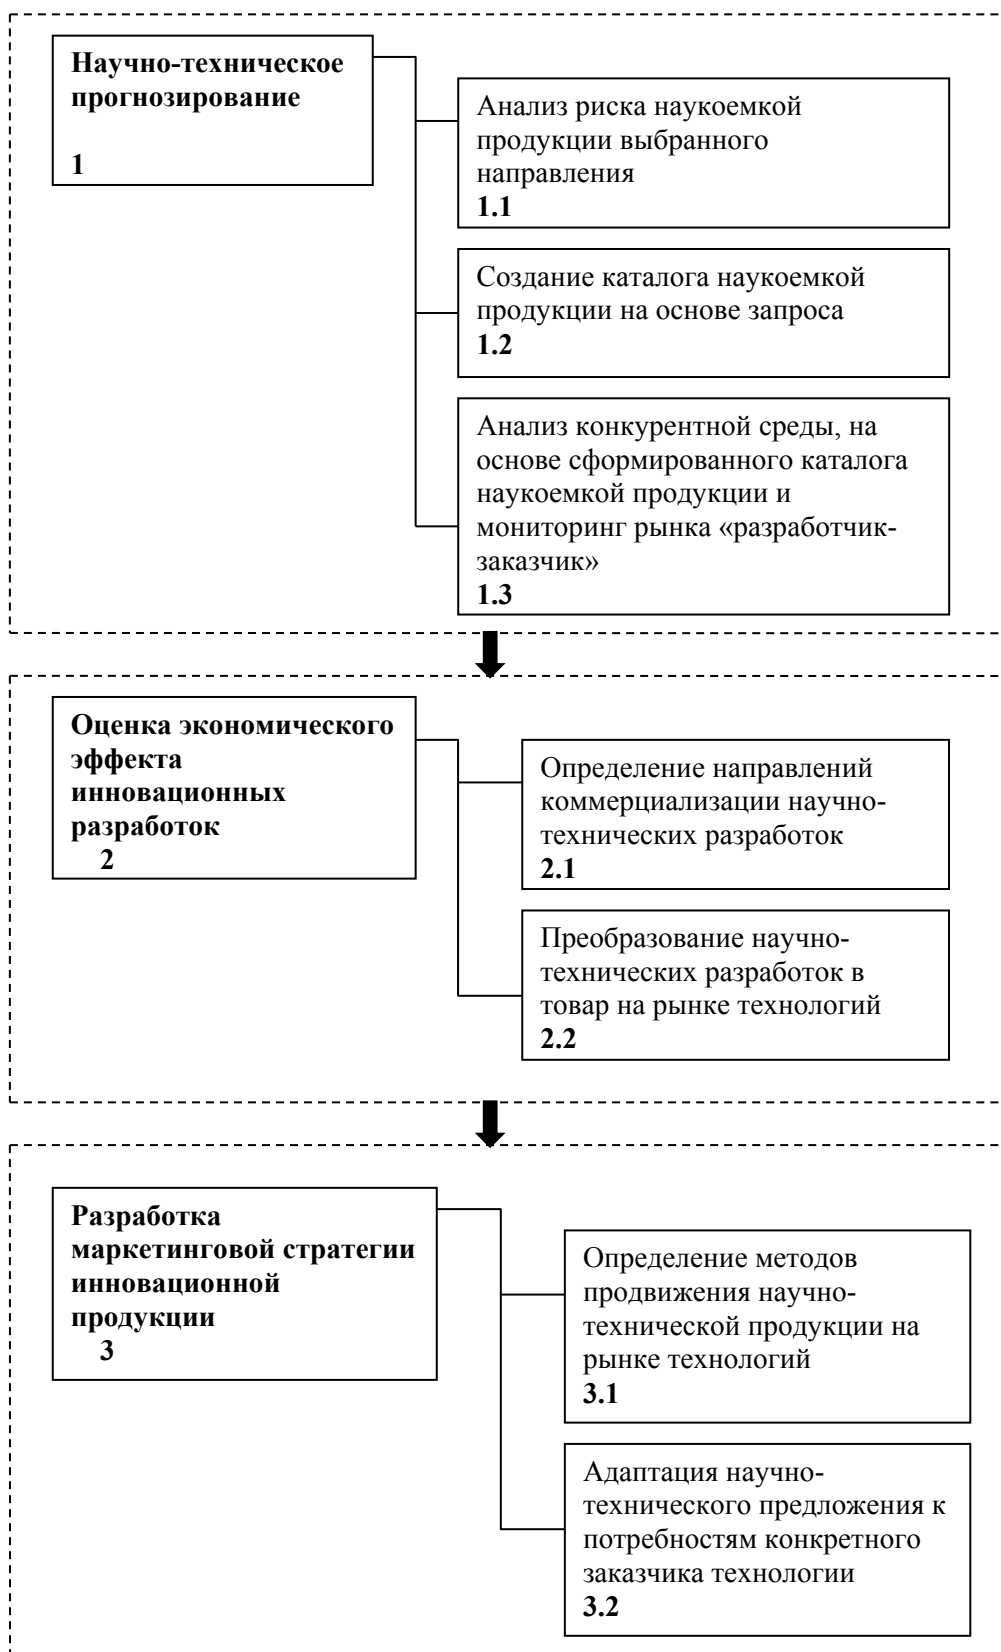 Научно-техническое
прогнозирование
1
Анализ риска наукоемкой
продукции выбранного
направления
1.1
Создание каталога наукоемкой
продукции на основе запроса
1.2
Анализ конкурентной среды, на
основе сформированного каталога
наукоемкой продукции и
мониторинг рынка «разработчик-
заказчик»
1.3
Оценка экономического
эффекта
инновационных
разработок
2
Определение направлений
коммерциализации научно-
технических разработок
2.1
Преобразование научно-
технических разработок в
товар на рынке технологий
2.2
Разработка
маркетинговой стратегии
инновационной
продукции
3
Определение методов
продвижения научно-
технической продукции на
рынке технологий
3.1
Адаптация научно-
технического предложения к
потребностям конкретного
заказчика технологии
3.2